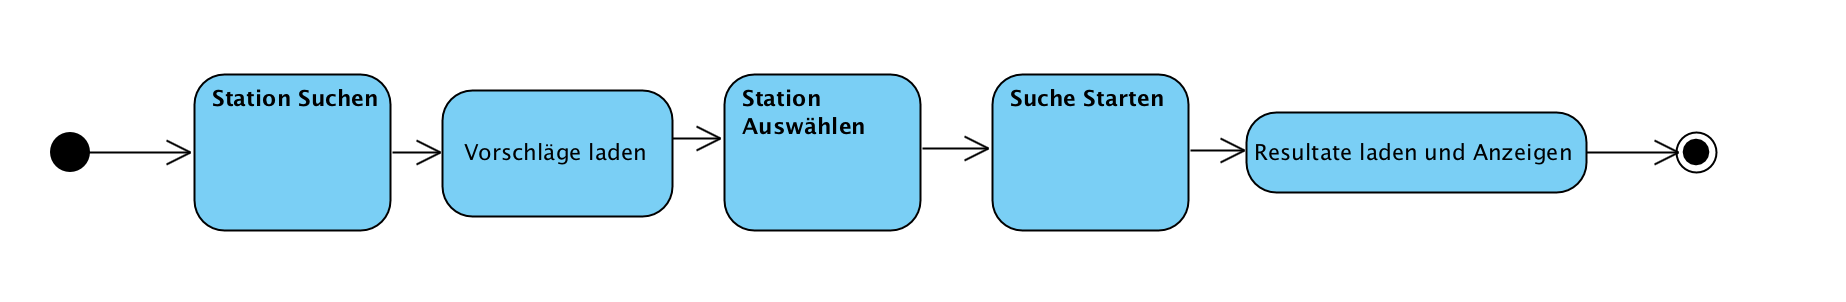 Station Suchen
Vorschläge laden
Station
Auswählen
Suche Starten
Resultate laden und Anzeigen